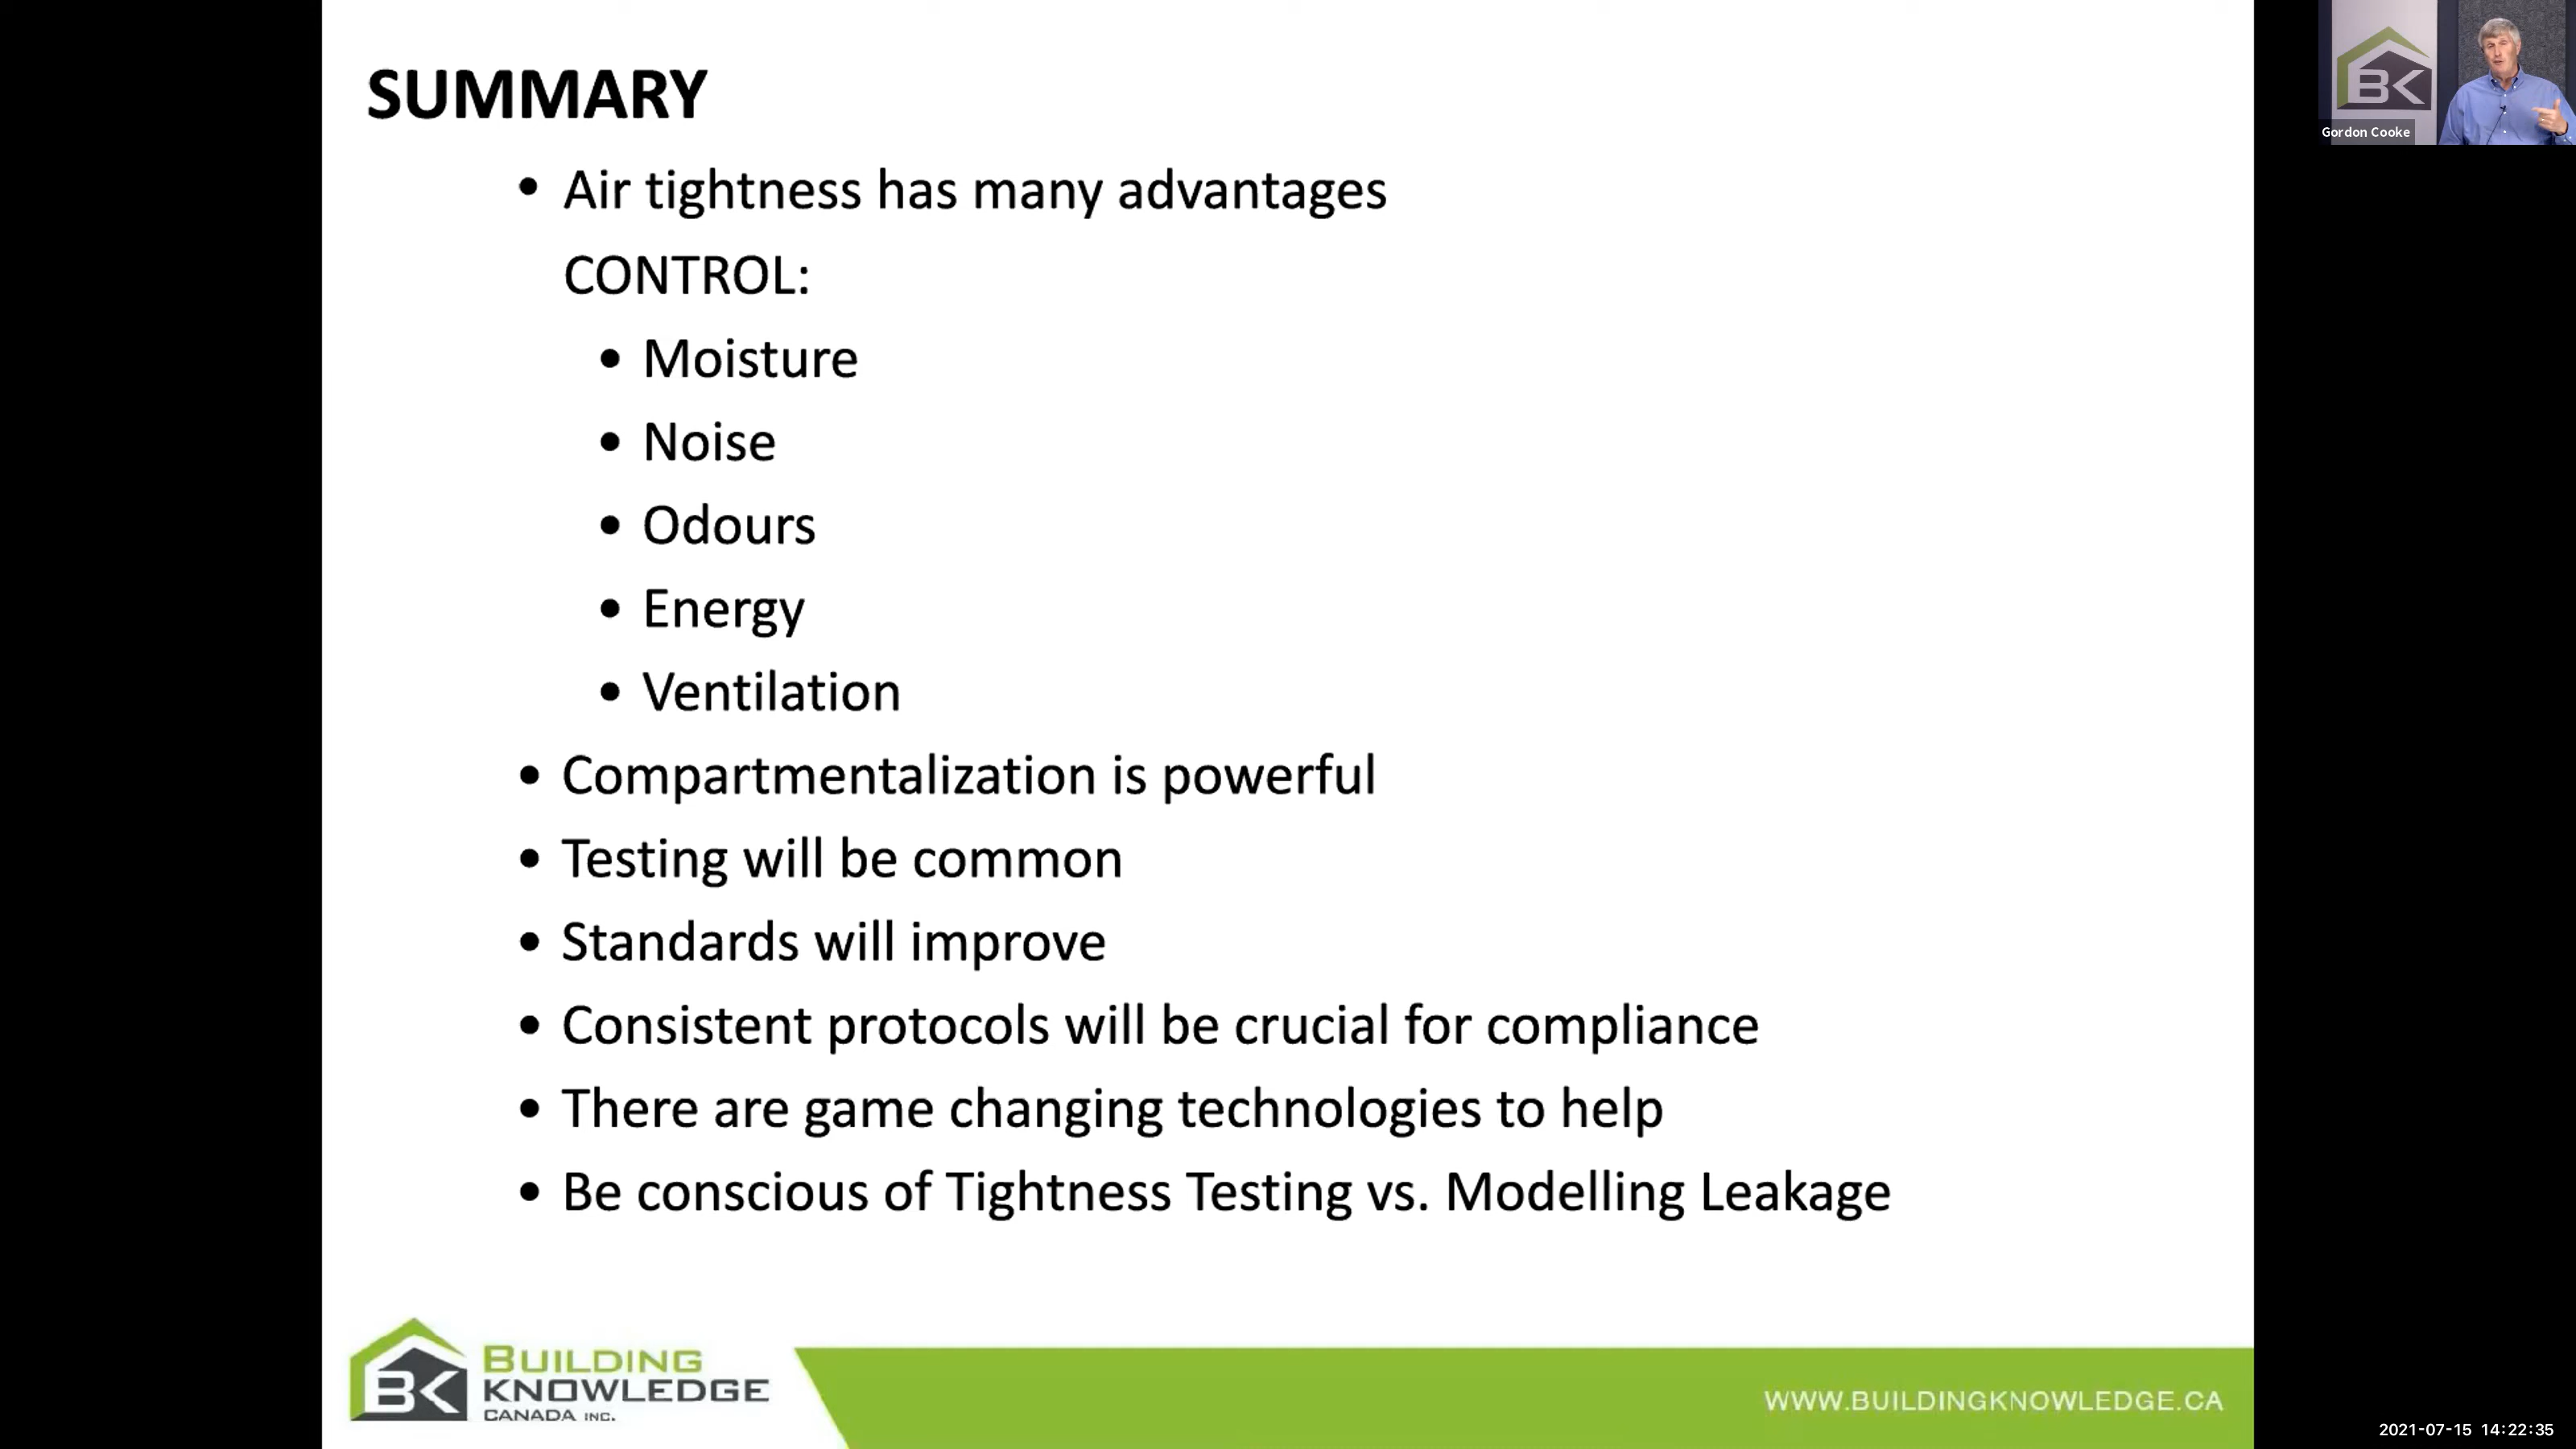 SUMMARY
• Air tightness has many advantages
CONTROL:
• Moisture
• Noise
• Odours
• Energy
• Ventilation
• Compartmentalization is powerful
• Testing will be common
• Standards will improve
• Consistent protocols will be crucial for compliance
• There are game changing technologies to help
• Be conscious of Tightness Testing vs. Modelling Leakage
BK
BUILDING
KNOWLEDGE
CANADA INC.
WWW.BUILDINGKNOWLEDGE.CA
BK
Gordon Cooke
2021-07-15 14:22:35